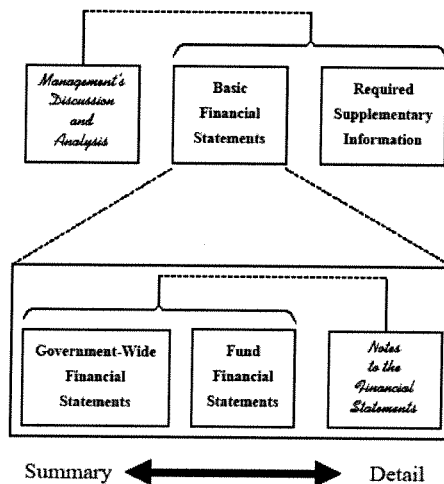 Management's
Discussion
and
Analysis
Basic
Financial
Statements
Required
Supplementary
Information
Government-Wide
Financial
Statements
Fund
Financial
Statements
Notes
to the
Financial
Statements
Summary
Detail